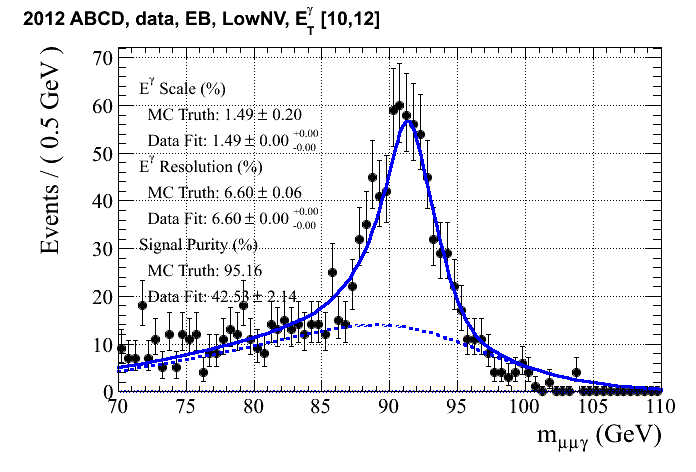 2012 ABCD, data, EB, LowNV, E_T^γ [10,12]
Events / ( 0.5 GeV )
70
60
50
40
30
20
10
0
E^γ Scale (%)
MC Truth: 1.49 ± 0.20
Data Fit: 1.49 ± 0.00 +0.00 -0.00
E^γ Resolution (%)
MC Truth: 6.60 ± 0.06
Data Fit: 6.60 ± 0.00 +0.00 -0.00
Signal Purity (%)
MC Truth: 95.16
Data Fit: 42.53 ± 2.14
70 75 80 85 90 95 100 105 110
m_μμγ (GeV)